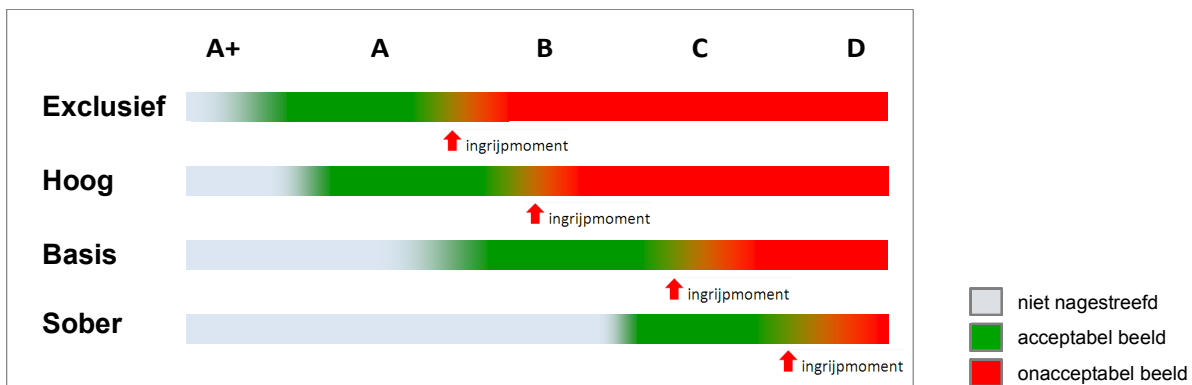 A+ A B C D
Exclusief
ingrijpmoment
Hoog
ingrijpmoment
Basis
ingrijpmoment
Sober
ingrijpmoment
niet nagestreefd
acceptabel beeld
onacceptabel beeld